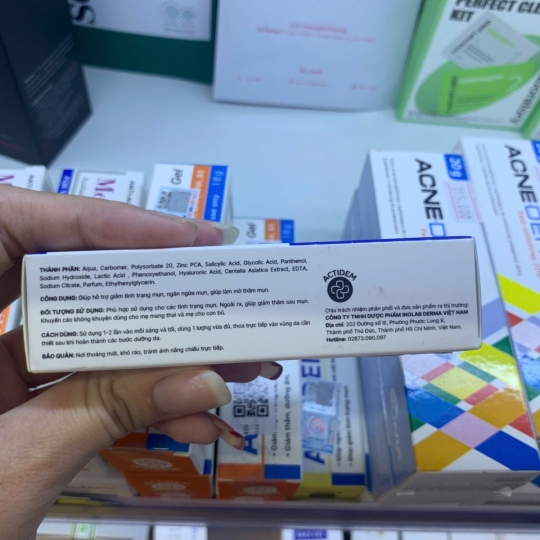 PERFECT CLE
KIT
Gel
18g
20g
ACNE
ACNE
THÀNH PHẦN: Aqua, Carbomer, Polysorbate 20, Zinc PCA, Salicylic Acid, Glycolic Acid, Panthenol,
Sodium Hydroxide, Lactic Acid, Phenoxyethanol, Hyaluronic Acid, Centella Asiatica Extract, EDTA,
Sodium Citrate, Parfum, Ethylhexylglycerin.
CÔNG DỤNG: Giúp hỗ trợ giảm tình trạng mụn, ngăn ngừa mụn, giúp làm mờ thâm mụn.
ĐỐI TƯỢNG SỬ DỤNG: Phù hợp sử dụng cho các tình trạng mụn. Ngoài ra, giúp giảm thâm sau mụn.
Khuyến cáo không khuyên dùng cho mẹ mang thai và mẹ cho con bú.
CÁCH DÙNG: Sử dụng 1-2 lần vào mỗi sáng và tối, dùng 1 lượng vừa đủ, thoa trực tiếp vào vùng da cần
thiết sau khi hoàn thành các bước dưỡng da.
BẢO QUẢN: Nơi thoáng mát, khô ráo, tránh ánh nắng chiếu trực tiếp.
ACTIDEM
Chịu trách nhiệm phân phối và đưa sản phẩm ra thị trường:
CÔNG TY TNHH DƯỢC PHẨM INOLAB DERMA VIỆT NAM
Địa chỉ: 202 Đường số 11, Phường Phước Long B,
Thành phố Thủ Đức, Thành phố Hồ Chí Minh, Việt Nam.
Hotline: 02873.090.097